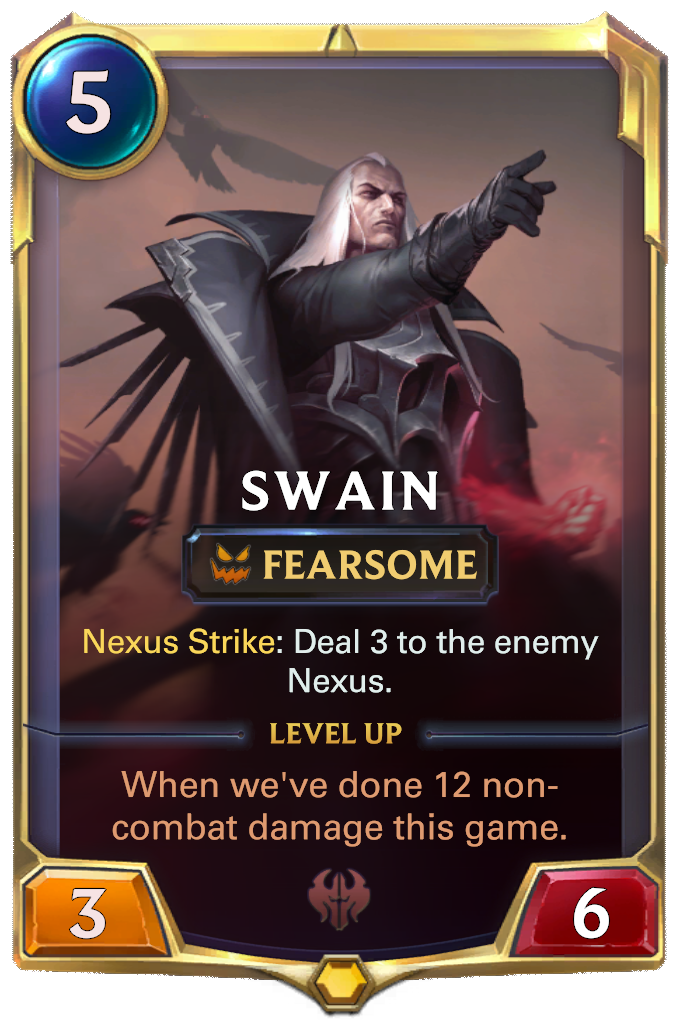 5
SWAIN
FEARSOME
Nexus Strike: Deal 3 to the enemy
Nexus.
LEVEL UP
When we've done 12 non-
combat damage this game.
3
6